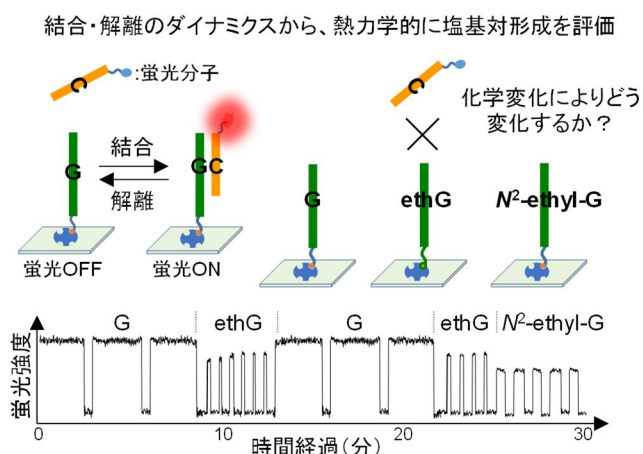 結合・解離のダイナミクスから、熱力学的に塩基対形成を評価
C
:蛍光分子
C
化学変化によりどう
変化するか？
G
結合
解離
GC
G
ethG
N²-ethyl-G
蛍光OFF
蛍光ON
G
ethG
G
ethG
N²-ethyl-G
蛍光強度
0
10
20
30
時間経過(分)